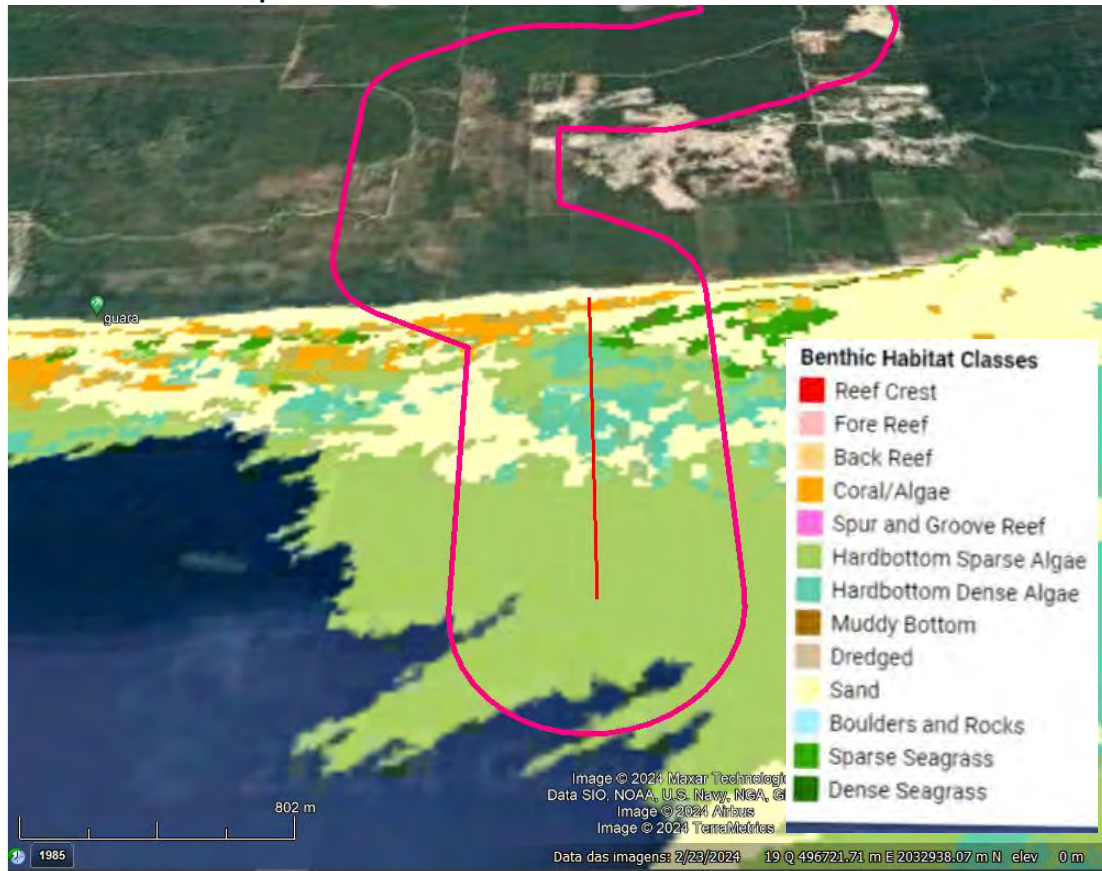 guara
Benthic Habitat Classes
Reef Crest
Fore Reef
Back Reef
Coral/Algae
Spur and Groove Reef
Hardbottom Sparse Algae
Hardbottom Dense Algae
Muddy Bottom
Dredged
Sand
Boulders and Rocks
Sparse Seagrass
Dense Seagrass
Image © 2024 Maxar
Data SIO, NOAA, U.S. Navy, NGA,
Image © 2024 Airbus
Image © 2024 TerraMetrics
802 m
1985
Data das imagens: 2/23/2024 19 Q 496721.71 m E 2032938.07 m N elev 0 m